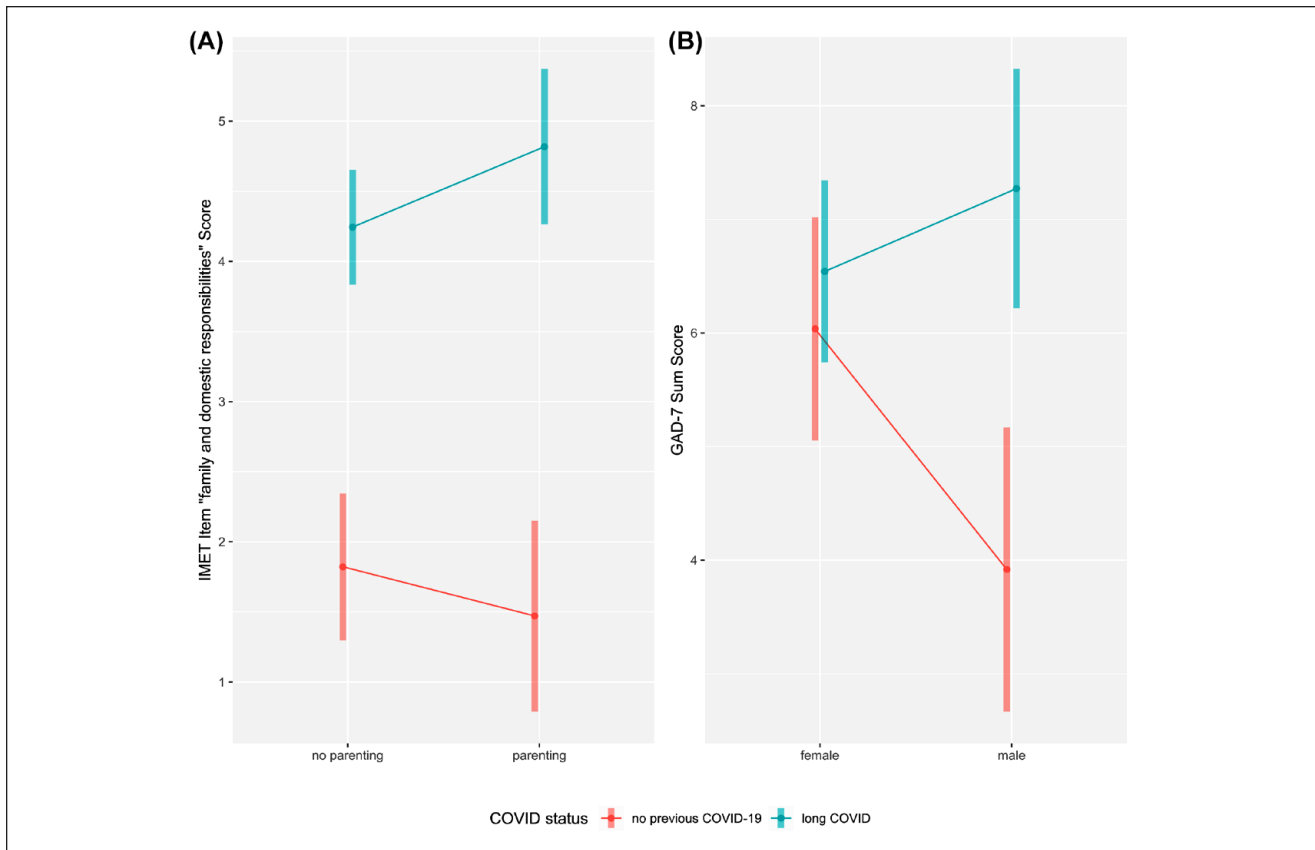 (A)
(B)
IMET Item "family and domestic responsibilities" Score
5
4
3
2
1
no parenting
parenting
GAD-7 Sum Score
8
6
4
female
male
COVID status
no previous COVID-19
long COVID